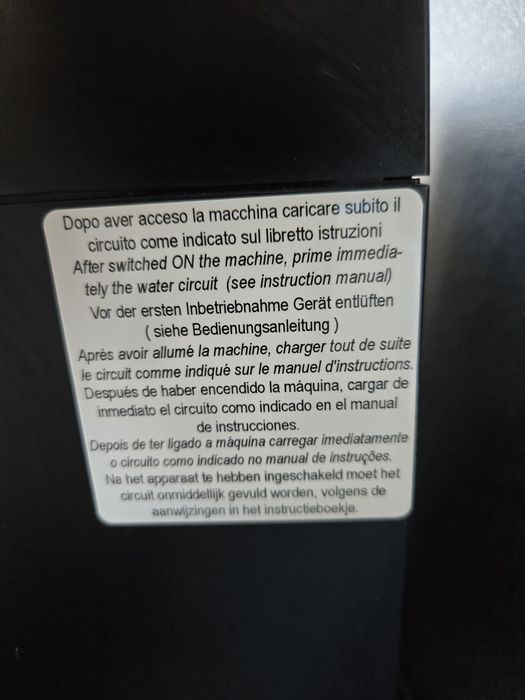 Dopo aver acceso la macchina caricare subito il
circuito come indicato sul libretto istruzioni
After switched ON the machine, prime immedia-
tely the water circuit (see instruction manual)
Vor der ersten Inbetriebnahme Gerät entlüften
( siehe Bedienungsanleitung )
Après avoir allumé la machine, charger tout de suite
le circuit comme indiqué sur le manuel d'instructions.
Después de haber encendido la máquina, cargar de
inmediato el circuito como indicado en el manual
de instrucciones.
Depois de ter ligado a máquina carregar imediatamente
o circuito como indicado no manual de instruções.
Na het apparaat te hebben ingeschakeld moet het
circuit onmiddellijk gevuld worden, volgens de
aanwijzingen in het instructieboekje.